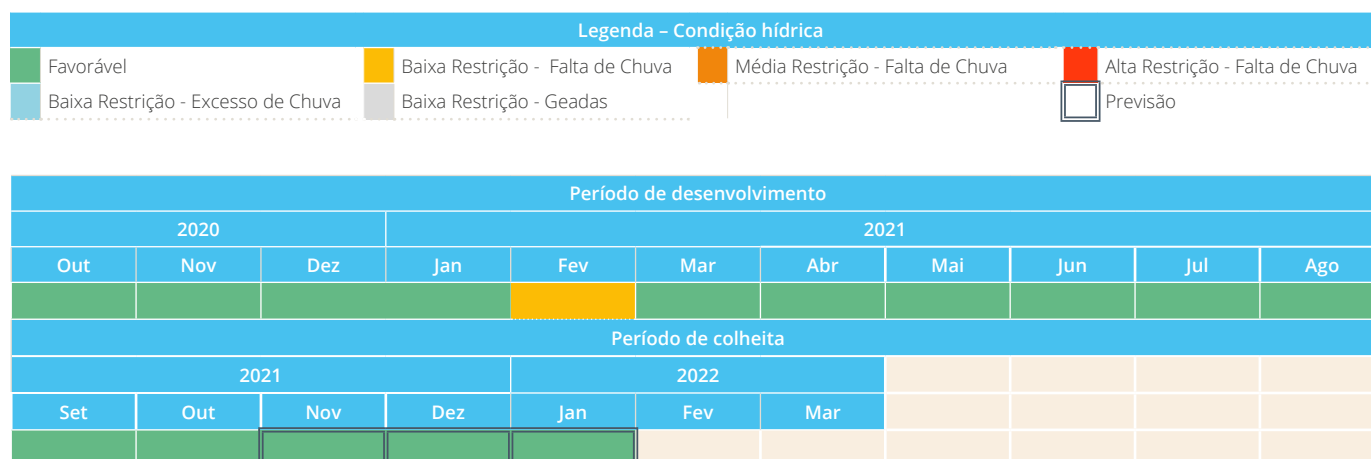 Legenda – Condição hídrica
Favorável Baixa Restrição - Falta de Chuva Média Restrição - Falta de Chuva Alta Restrição - Falta de Chuva
Baixa Restrição - Excesso de Chuva Baixa Restrição - Geadas Previsão
Período de desenvolvimento
2020 2021
Out Nov Dez Jan Fev Mar Abr Mai Jun Jul Ago
Período de colheita
2021 2022
Set Out Nov Dez Jan Fev Mar